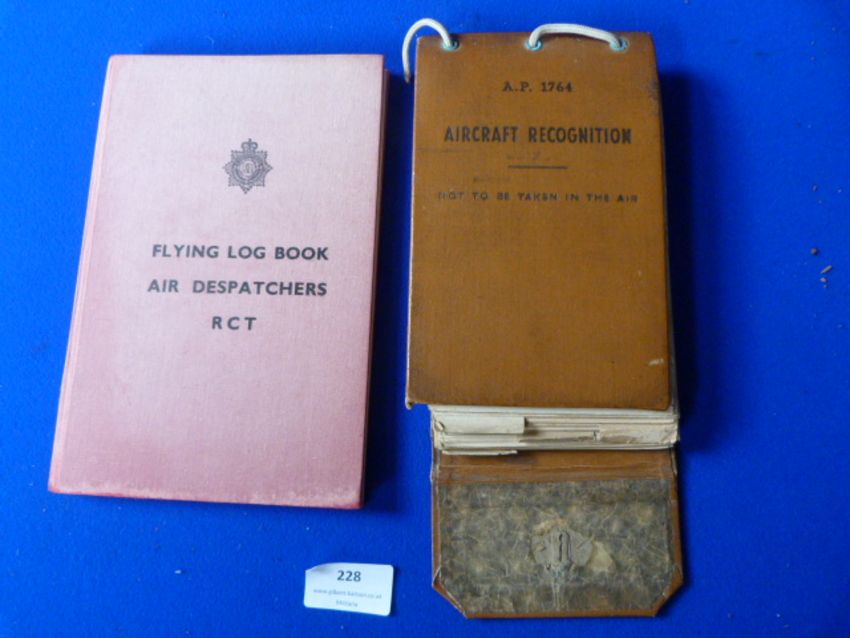 FLYING LOG BOOK
AIR DESPATCHERS
RCT
A.P. 1764
AIRCRAFT RECOGNITION
NOT TO BE TAKEN IN THE AIR
228